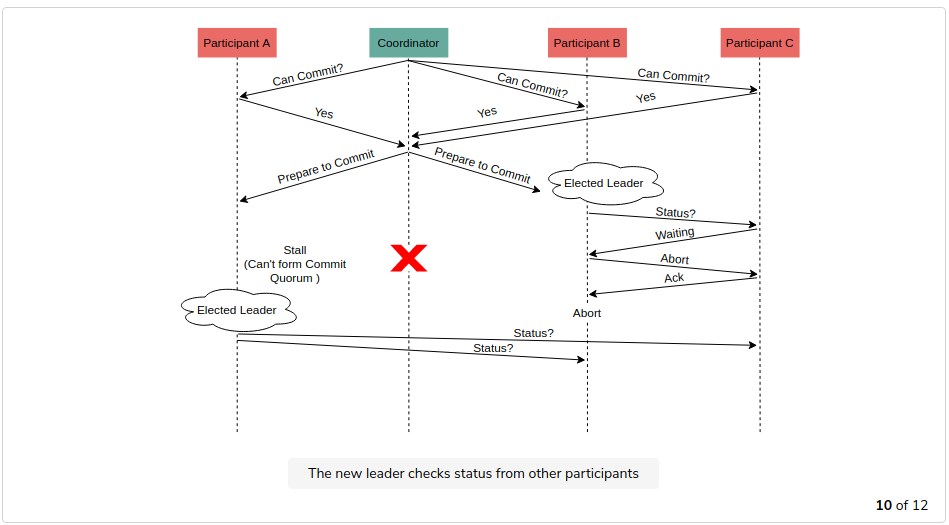 Participant A
Coordinator
Participant B
Participant C
Can Commit?
Can Commit?
Can Commit?
Yes
Yes
Yes
Prepare to Commit
Prepare to Commit
Elected Leader
Status?
Waiting
Abort
Ack
Stall
(Can't form Commit
Quorum )
Elected Leader
Abort
Status?
Status?
The new leader checks status from other participants
10 of 12